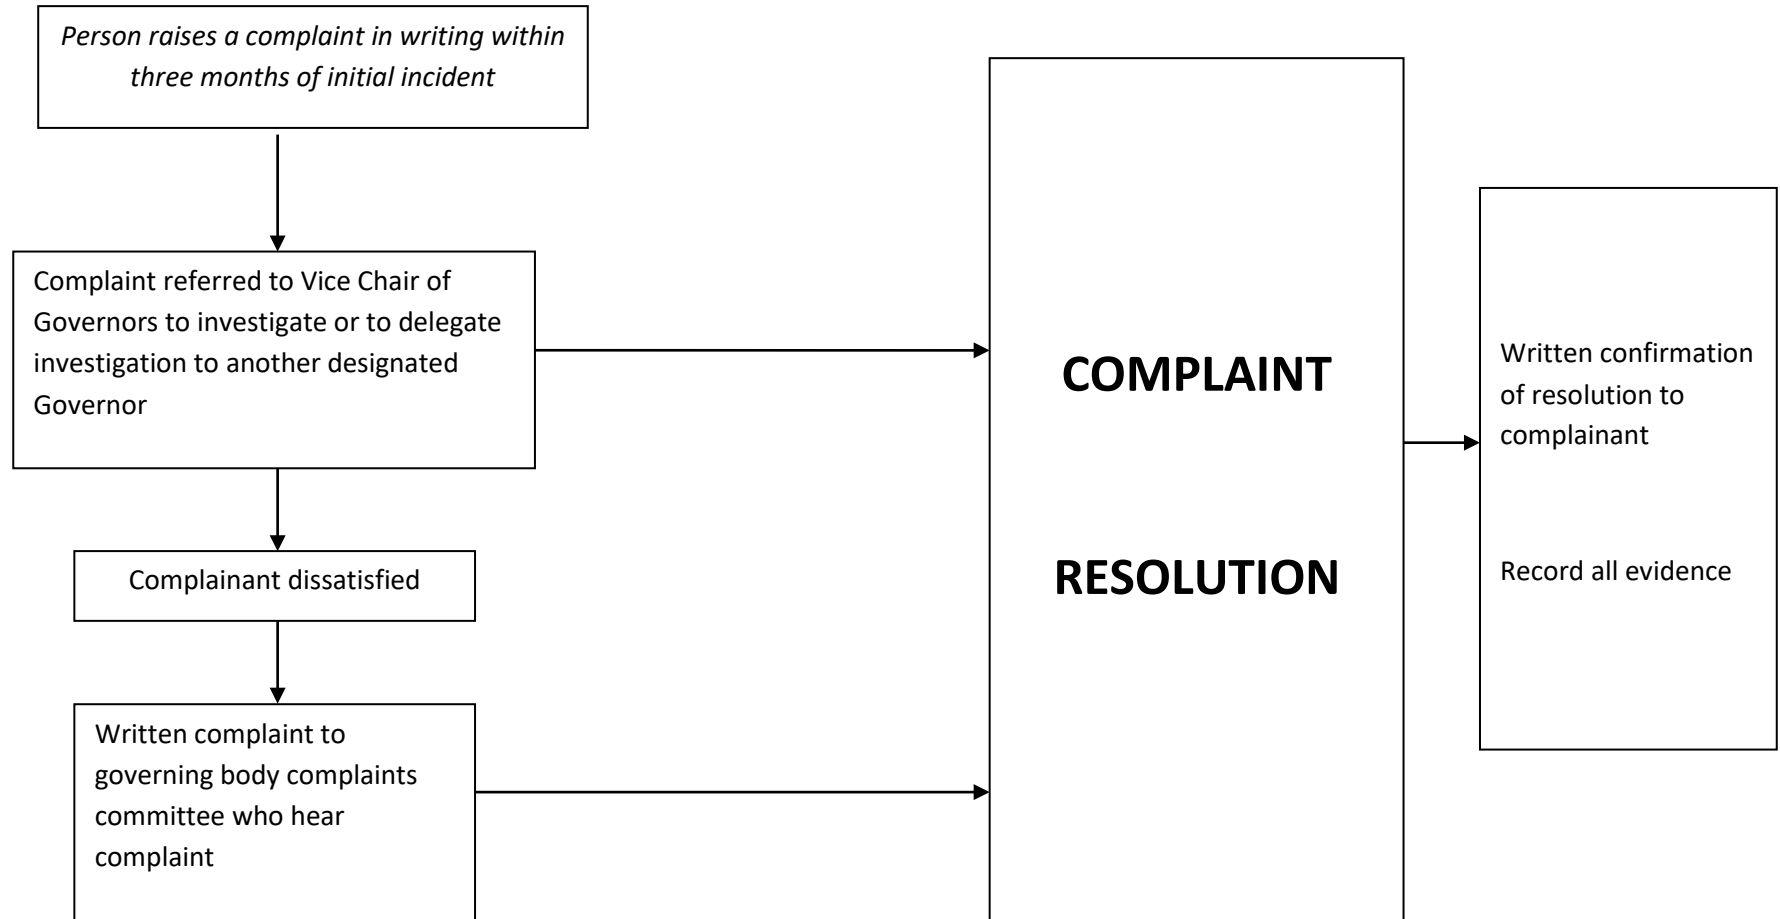 Person raises a complaint in writing within
three months of initial incident
Complaint referred to Vice Chair of
Governors to investigate or to delegate
investigation to another designated
Governor
Complainant dissatisfied
Written complaint to
governing body complaints
committee who hear
complaint
COMPLAINT
RESOLUTION
Written confirmation
of resolution to
complainant
Record all evidence